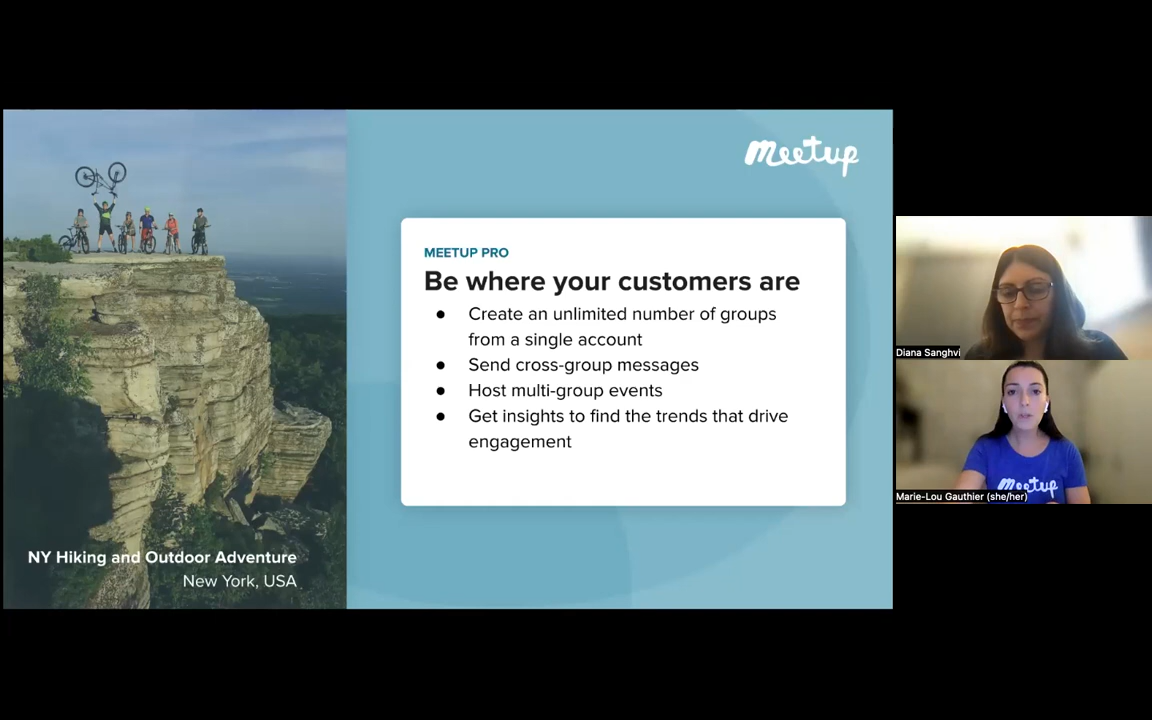 meetup
MEETUP PRO
Be where your customers are
● Create an unlimited number of groups
from a single account
● Send cross-group messages
● Host multi-group events
● Get insights to find the trends that drive
engagement
NY Hiking and Outdoor Adventure
New York, USA
Diana Sanghvi
meetup
Marie-Lou Gauthier (she/her)